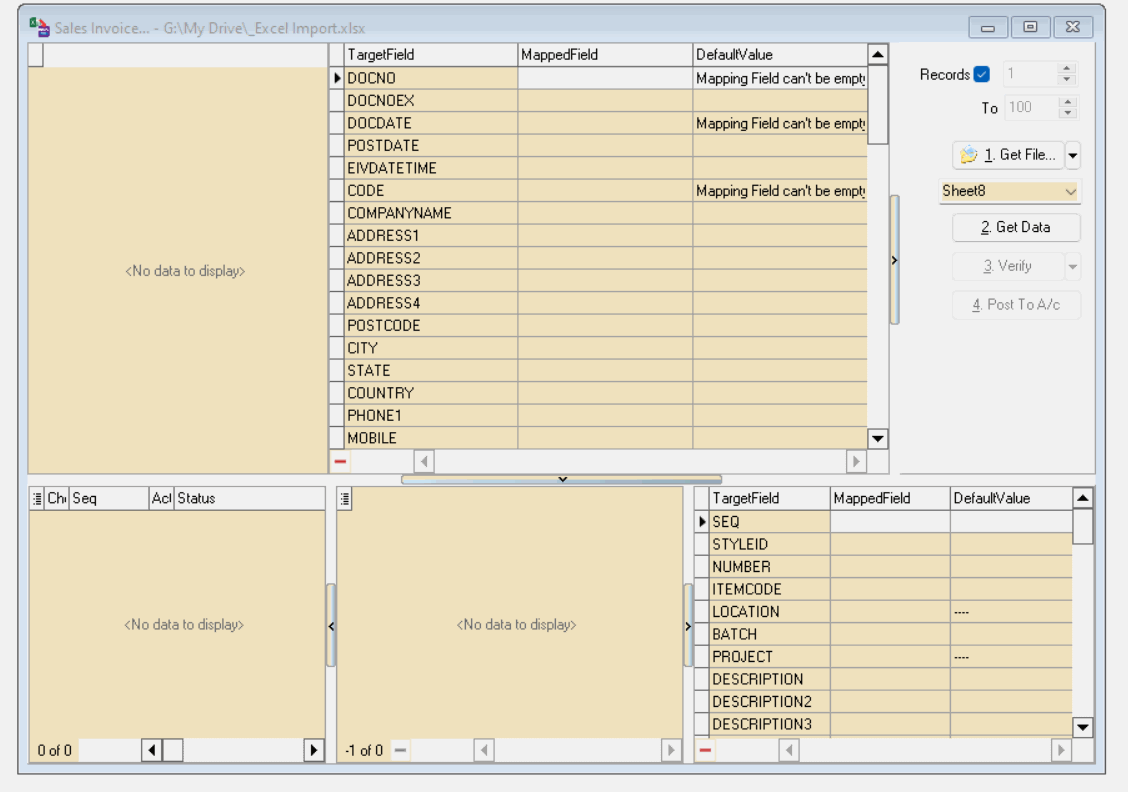 Sales Invoice... - G:\My Drive\_Excel Import.xlsx
TargetField MappedField DefaultValue
DOCNO Mapping Field can't be empty
DOCNOEX
DOCDATE Mapping Field can't be empty
POSTDATE
EIVDATETIME
CODE Mapping Field can't be empty
COMPANYNAME
ADDRESS1
ADDRESS2
ADDRESS3
ADDRESS4
POSTCODE
CITY
STATE
COUNTRY
PHONE1
MOBILE
<No data to display>
Records 1
To 100
1. Get File...
Sheet8
2. Get Data
3. Verify
4. Post To A/c
Seq Status
<No data to display>
0 of 0
<No data to display>
-1 of 0
TargetField MappedField DefaultValue
SEQ
STYLEID
NUMBER
ITEMCODE
LOCATION ----
BATCH
PROJECT ----
DESCRIPTION
DESCRIPTION2
DESCRIPTION3